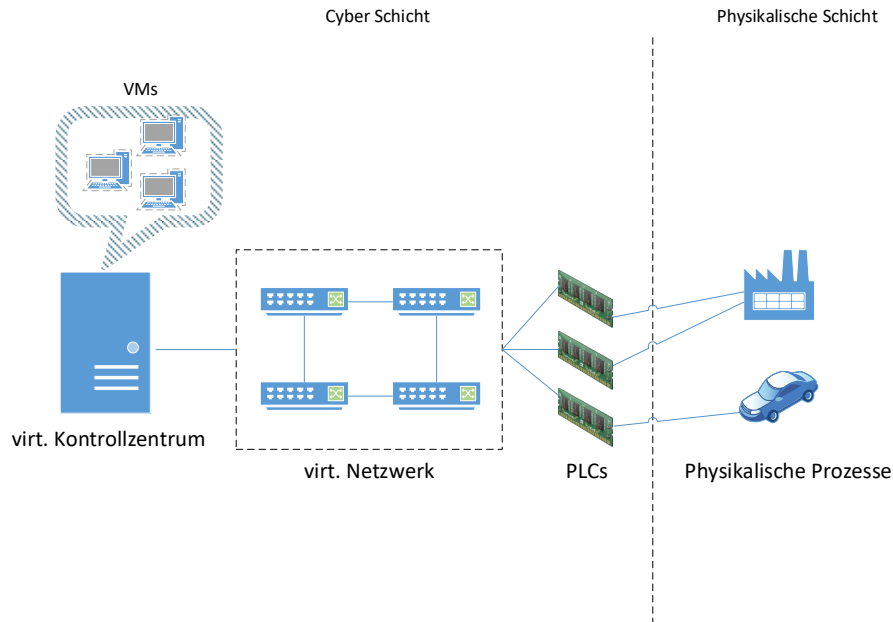 Cyber Schicht
Physikalische Schicht
VMs
virt. Kontrollzentrum
virt. Netzwerk
PLCs
Physikalische Prozesse